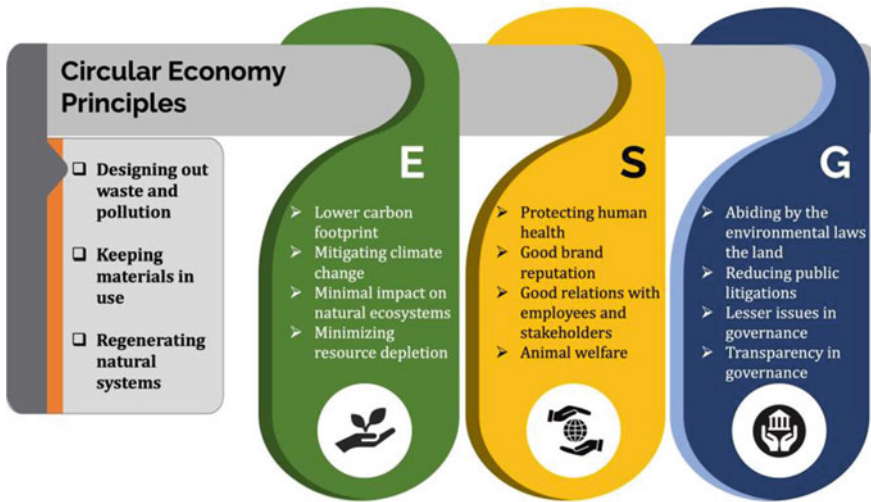 Circular Economy
Principles
❑ Designing out
waste and
pollution
❑ Keeping
materials in
use
❑ Regenerating
natural
systems
E
➢ Lower carbon
footprint
➢ Mitigating climate
change
➢ Minimal impact on
natural ecosystems
➢ Minimizing
resource depletion
S
➢ Protecting human
health
➢ Good brand
reputation
➢ Good relations with
employees and
stakeholders
➢ Animal welfare
G
➢ Abiding by the
environmental laws
the land
➢ Reducing public
litigations
➢ Lesser issues in
governance
➢ Transparency in
governance